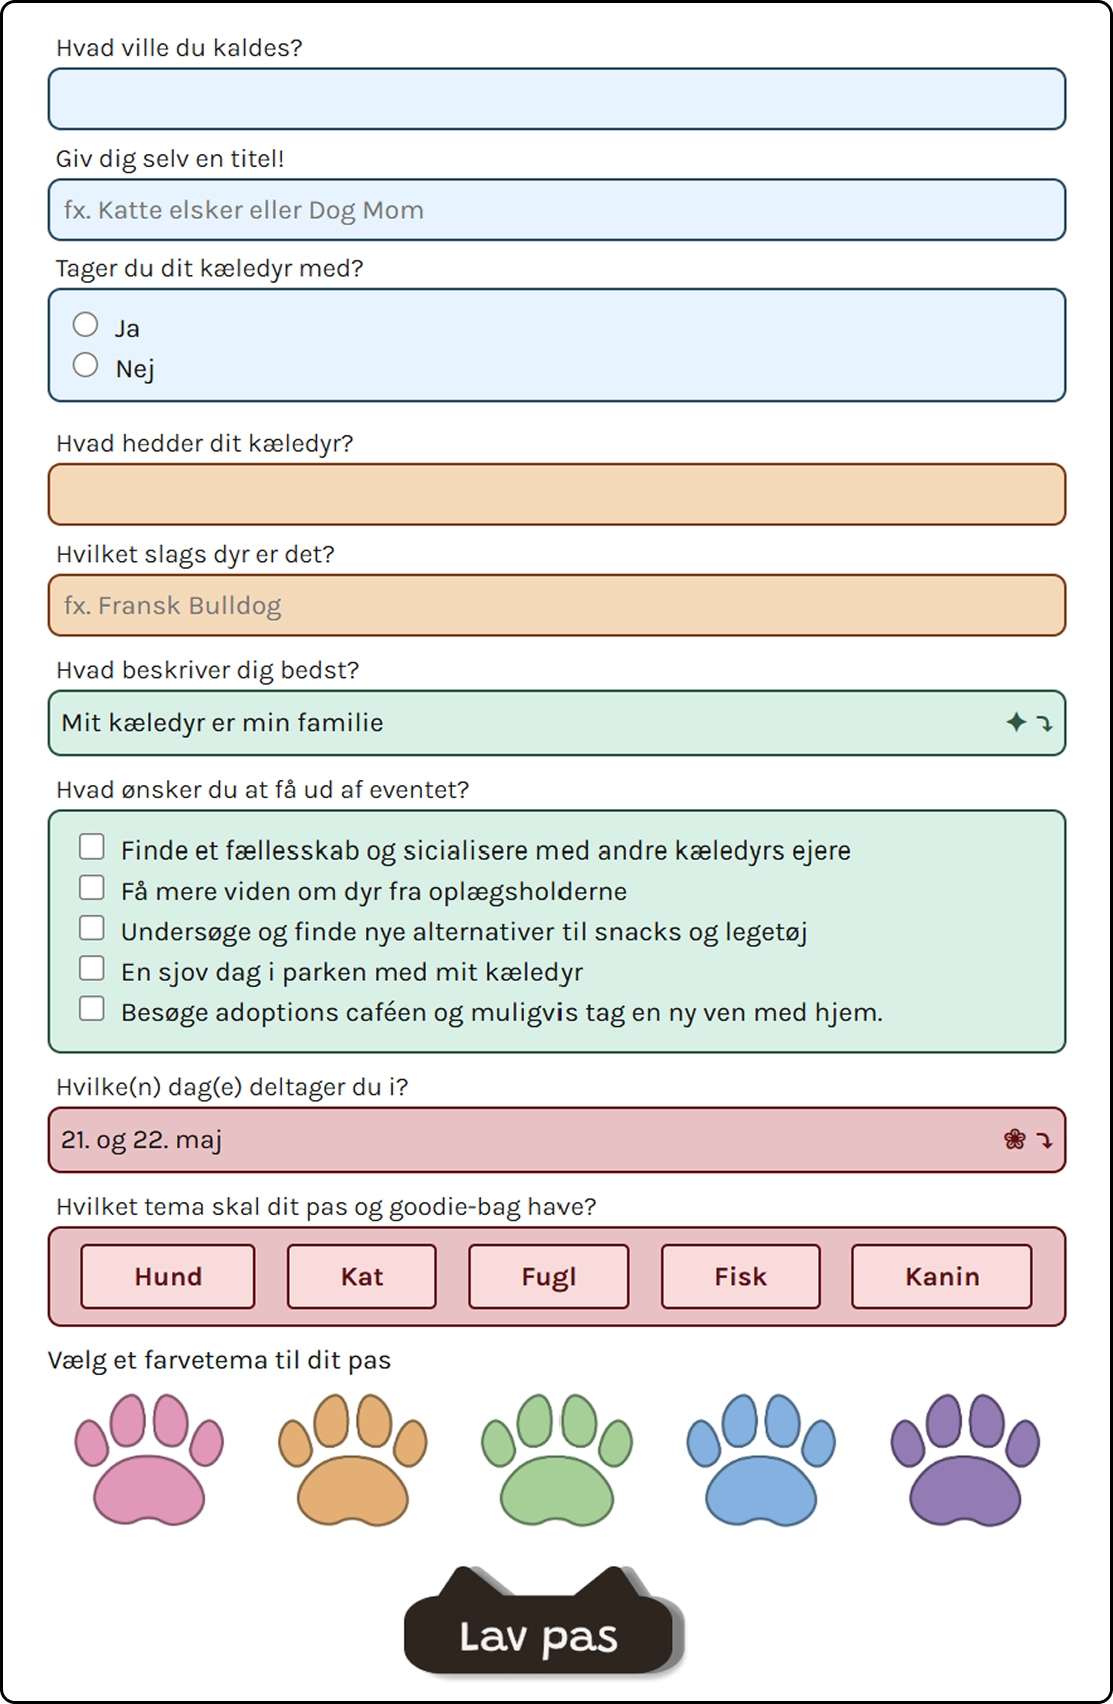 Hvad ville du kaldes?
Giv dig selv en titel!
fx. Katte elsker eller Dog Mom
Tager du dit kæledyr med?
Ja
Nej
Hvad hedder dit kæledyr?
Hvilket slags dyr er det?
fx. Fransk Bulldog
Hvad beskriver dig bedst?
Mit kæledyr er min familie
Hvad ønsker du at få ud af eventet?
Finde et fællesskab og sicialisere med andre kæledyrs ejere
Få mere viden om dyr fra oplægsholderne
Undersøge og finde nye alternativer til snacks og legetøj
En sjov dag i parken med mit kæledyr
Besøge adoptions caféen og muligvis tag en ny ven med hjem.
Hvilke(n) dag(e) deltager du i?
21. og 22. maj
Hvilket tema skal dit pas og goodie-bag have?
Hund Kat Fugl Fisk Kanin
Vælg et farvetema til dit pas
Lav pas